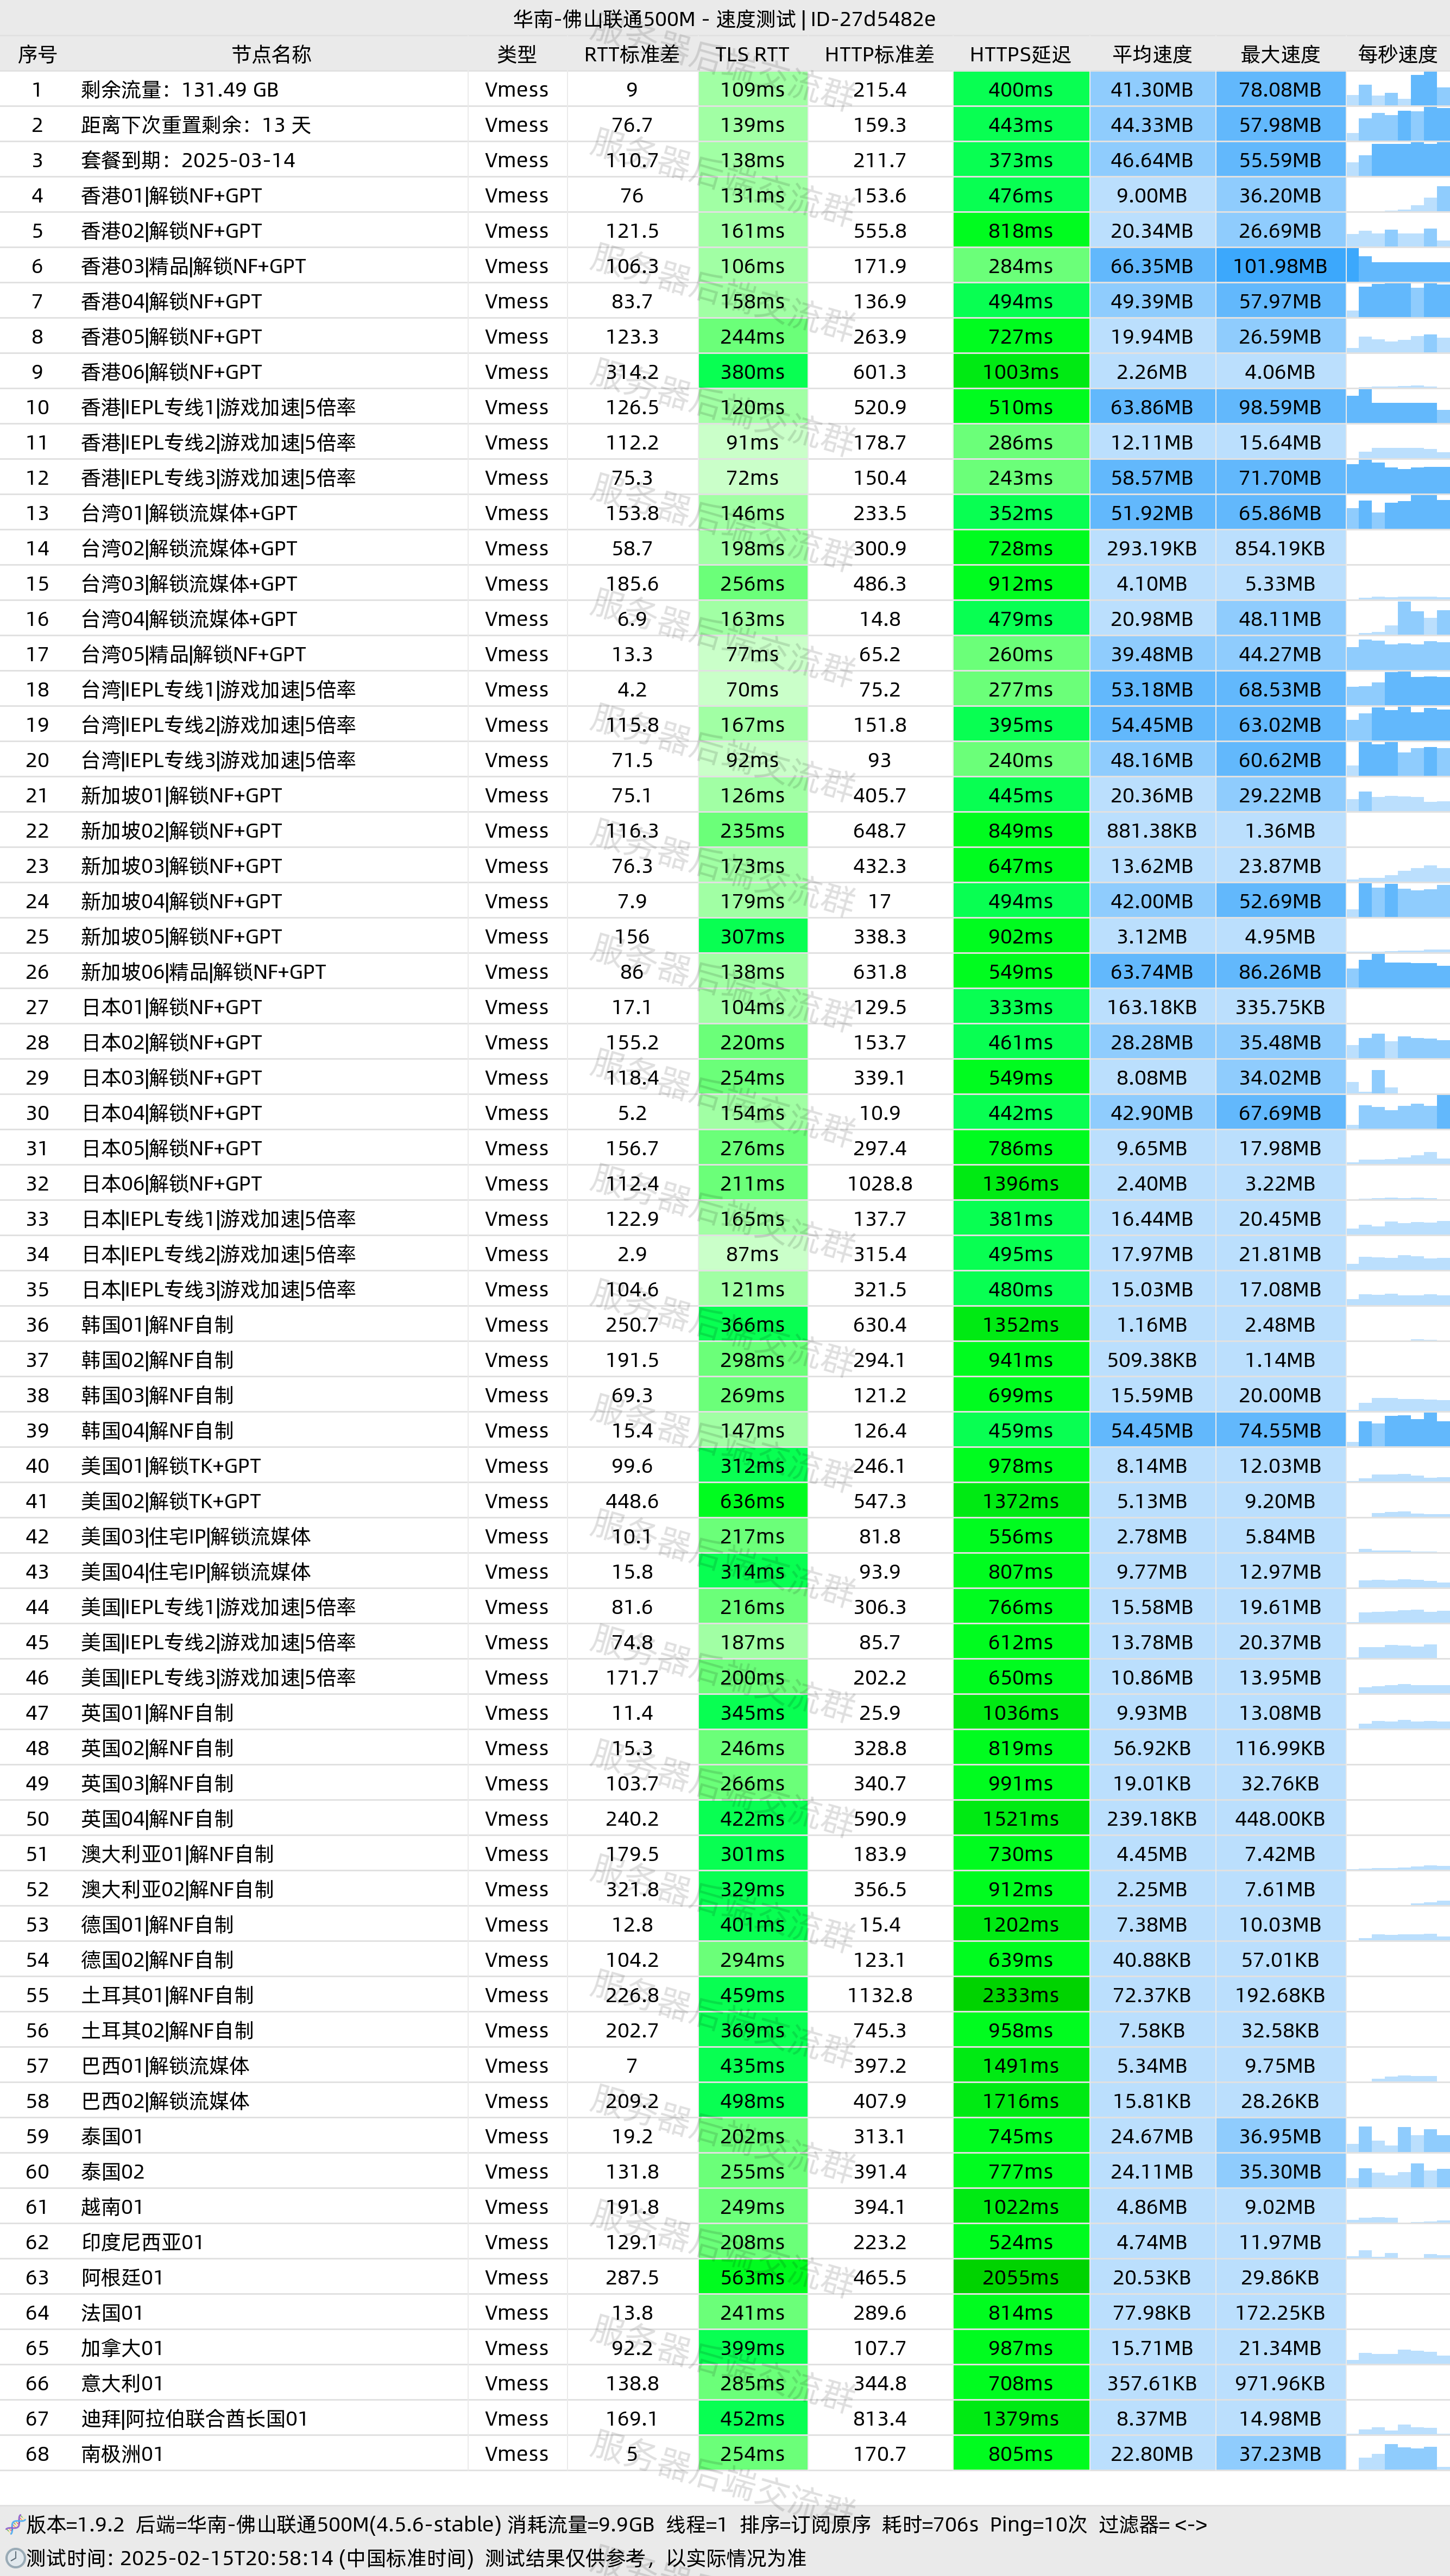 华南-佛山联通500M - 速度测试 | ID-27d5482e
序号 节点名称 类型 RTT标准差 TLS RTT HTTP标准差 HTTPS延迟 平均速度 最大速度 每秒速度
1 剩余流量：131.49 GB Vmess 9 109ms 215.4 400ms 41.30MB 78.08MB
2 距离下次重置剩余：13 天 Vmess 76.7 139ms 159.3 443ms 44.33MB 57.98MB
3 套餐到期：2025-03-14 Vmess 110.7 138ms 211.7 373ms 46.64MB 55.59MB
4 香港01|解锁NF+GPT Vmess 76 131ms 153.6 476ms 9.00MB 36.20MB
5 香港02|解锁NF+GPT Vmess 121.5 161ms 555.8 818ms 20.34MB 26.69MB
6 香港03|精品|解锁NF+GPT Vmess 106.3 106ms 171.9 284ms 66.35MB 101.98MB
7 香港04|解锁NF+GPT Vmess 83.7 158ms 136.9 494ms 49.39MB 57.97MB
8 香港05|解锁NF+GPT Vmess 123.3 244ms 263.9 727ms 19.94MB 26.59MB
9 香港06|解锁NF+GPT Vmess 314.2 380ms 601.3 1003ms 2.26MB 4.06MB
10 香港|IEPL专线1|游戏加速|5倍率 Vmess 126.5 120ms 520.9 510ms 63.86MB 98.59MB
11 香港|IEPL专线2|游戏加速|5倍率 Vmess 112.2 91ms 178.7 286ms 12.11MB 15.64MB
12 香港|IEPL专线3|游戏加速|5倍率 Vmess 75.3 72ms 150.4 243ms 58.57MB 71.70MB
13 台湾01|解锁流媒体+GPT Vmess 153.8 146ms 233.5 352ms 51.92MB 65.86MB
14 台湾02|解锁流媒体+GPT Vmess 58.7 198ms 300.9 728ms 293.19KB 854.19KB
15 台湾03|解锁流媒体+GPT Vmess 185.6 256ms 486.3 912ms 4.10MB 5.33MB
16 台湾04|解锁流媒体+GPT Vmess 6.9 163ms 14.8 479ms 20.98MB 48.11MB
17 台湾05|精品|解锁NF+GPT Vmess 13.3 77ms 65.2 260ms 39.48MB 44.27MB
18 台湾|IEPL专线1|游戏加速|5倍率 Vmess 4.2 70ms 75.2 277ms 53.18MB 68.53MB
19 台湾|IEPL专线2|游戏加速|5倍率 Vmess 115.8 167ms 151.8 395ms 54.45MB 63.02MB
20 台湾|IEPL专线3|游戏加速|5倍率 Vmess 71.5 92ms 93 240ms 48.16MB 60.62MB
21 新加坡01|解锁NF+GPT Vmess 75.1 126ms 405.7 445ms 20.36MB 29.22MB
22 新加坡02|解锁NF+GPT Vmess 116.3 235ms 648.7 849ms 881.38KB 1.36MB
23 新加坡03|解锁NF+GPT Vmess 76.3 173ms 432.3 647ms 13.62MB 23.87MB
24 新加坡04|解锁NF+GPT Vmess 7.9 179ms 17 494ms 42.00MB 52.69MB
25 新加坡05|解锁NF+GPT Vmess 156 307ms 338.3 902ms 3.12MB 4.95MB
26 新加坡06|精品|解锁NF+GPT Vmess 86 138ms 631.8 549ms 63.74MB 86.26MB
27 日本01|解锁NF+GPT Vmess 17.1 104ms 129.5 333ms 163.18KB 335.75KB
28 日本02|解锁NF+GPT Vmess 155.2 220ms 153.7 461ms 28.28MB 35.48MB
29 日本03|解锁NF+GPT Vmess 118.4 254ms 339.1 549ms 8.08MB 34.02MB
30 日本04|解锁NF+GPT Vmess 5.2 154ms 10.9 442ms 42.90MB 67.69MB
31 日本05|解锁NF+GPT Vmess 156.7 276ms 297.4 786ms 9.65MB 17.98MB
32 日本06|解锁NF+GPT Vmess 112.4 211ms 1028.8 1396ms 2.40MB 3.22MB
33 日本|IEPL专线1|游戏加速|5倍率 Vmess 122.9 165ms 137.7 381ms 16.44MB 20.45MB
34 日本|IEPL专线2|游戏加速|5倍率 Vmess 2.9 87ms 315.4 495ms 17.97MB 21.81MB
35 日本|IEPL专线3|游戏加速|5倍率 Vmess 104.6 121ms 321.5 480ms 15.03MB 17.08MB
36 韩国01|解NF自制 Vmess 250.7 366ms 630.4 1352ms 1.16MB 2.48MB
37 韩国02|解NF自制 Vmess 191.5 298ms 294.1 941ms 509.38KB 1.14MB
38 韩国03|解NF自制 Vmess 69.3 269ms 121.2 699ms 15.59MB 20.00MB
39 韩国04|解NF自制 Vmess 15.4 147ms 126.4 459ms 54.45MB 74.55MB
40 美国01|解锁TK+GPT Vmess 99.6 312ms 246.1 978ms 8.14MB 12.03MB
41 美国02|解锁TK+GPT Vmess 448.6 636ms 547.3 1372ms 5.13MB 9.20MB
42 美国03|住宅IP|解锁流媒体 Vmess 10.1 217ms 81.8 556ms 2.78MB 5.84MB
43 美国04|住宅IP|解锁流媒体 Vmess 15.8 314ms 93.9 807ms 9.77MB 12.97MB
44 美国|IEPL专线1|游戏加速|5倍率 Vmess 81.6 216ms 306.3 766ms 15.58MB 19.61MB
45 美国|IEPL专线2|游戏加速|5倍率 Vmess 74.8 187ms 85.7 612ms 13.78MB 20.37MB
46 美国|IEPL专线3|游戏加速|5倍率 Vmess 171.7 200ms 202.2 650ms 10.86MB 13.95MB
47 英国01|解NF自制 Vmess 11.4 345ms 25.9 1036ms 9.93MB 13.08MB
48 英国02|解NF自制 Vmess 15.3 246ms 328.8 819ms 56.92KB 116.99KB
49 英国03|解NF自制 Vmess 103.7 266ms 340.7 991ms 19.01KB 32.76KB
50 英国04|解NF自制 Vmess 240.2 422ms 590.9 1521ms 239.18KB 448.00KB
51 澳大利亚01|解NF自制 Vmess 179.5 301ms 183.9 730ms 4.45MB 7.42MB
52 澳大利亚02|解NF自制 Vmess 321.8 329ms 356.5 912ms 2.25MB 7.61MB
53 德国01|解NF自制 Vmess 12.8 401ms 15.4 1202ms 7.38MB 10.03MB
54 德国02|解NF自制 Vmess 104.2 294ms 123.1 639ms 40.88KB 57.01KB
55 土耳其01|解NF自制 Vmess 226.8 459ms 1132.8 2333ms 72.37KB 192.68KB
56 土耳其02|解NF自制 Vmess 202.7 369ms 745.3 958ms 7.58KB 32.58KB
57 巴西01|解锁流媒体 Vmess 7 435ms 397.2 1491ms 5.34MB 9.75MB
58 巴西02|解锁流媒体 Vmess 209.2 498ms 407.9 1716ms 15.81KB 28.26KB
59 泰国01 Vmess 19.2 202ms 313.1 745ms 24.67MB 36.95MB
60 泰国02 Vmess 131.8 255ms 391.4 777ms 24.11MB 35.30MB
61 越南01 Vmess 191.8 249ms 394.1 1022ms 4.86MB 9.02MB
62 印度尼西亚01 Vmess 129.1 208ms 223.2 524ms 4.74MB 11.97MB
63 阿根廷01 Vmess 287.5 563ms 465.5 2055ms 20.53KB 29.86KB
64 法国01 Vmess 13.8 241ms 289.6 814ms 77.98KB 172.25KB
65 加拿大01 Vmess 92.2 399ms 107.7 987ms 15.71MB 21.34MB
66 意大利01 Vmess 138.8 285ms 344.8 708ms 357.61KB 971.96KB
67 迪拜|阿拉伯联合酋长国01 Vmess 169.1 452ms 813.4 1379ms 8.37MB 14.98MB
68 南极洲01 Vmess 5 254ms 170.7 805ms 22.80MB 37.23MB
版本=1.9.2 后端=华南-佛山联通500M(4.5.6-stable) 消耗流量=9.9GB 线程=1 排序=订阅原序 耗时=706s Ping=10次 过滤器= <->
测试时间: 2025-02-15T20:58:14 (中国标准时间) 测试结果仅供参考，以实际情况为准
服务器后端交流群